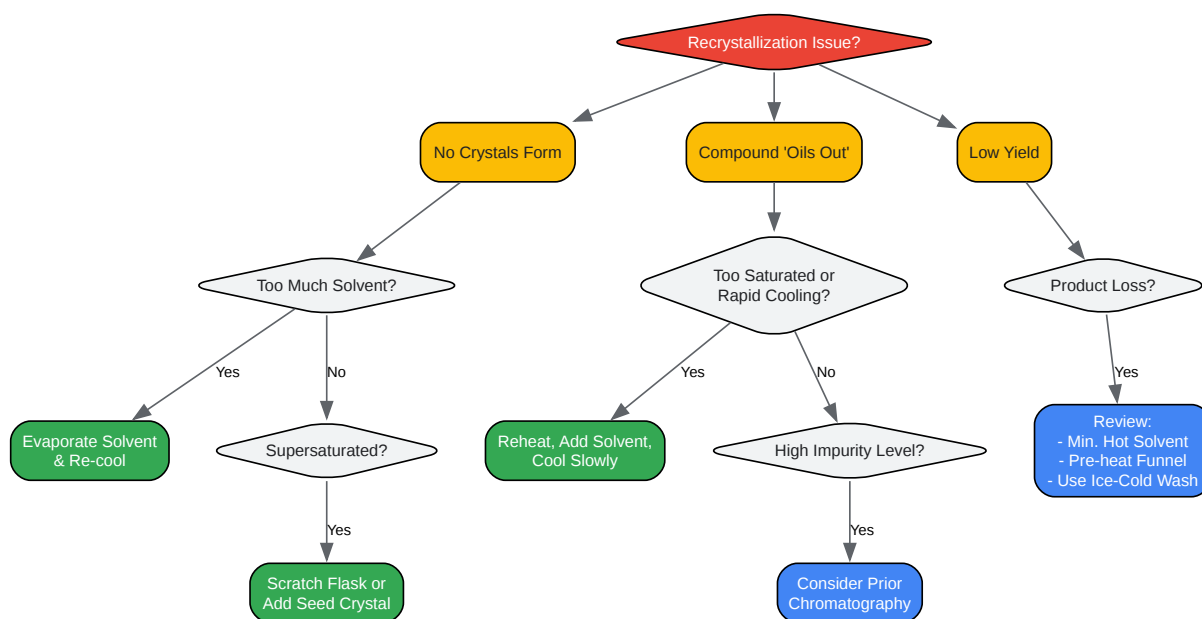 Recrystallization Issue?
No Crystals Form
Compound 'Oils Out'
Low Yield
Too Much Solvent?
Too Saturated or
Rapid Cooling?
Product Loss?
Yes
No
Yes
No
Yes
Evaporate Solvent
& Re-cool
Supersaturated?
Reheat, Add Solvent,
Cool Slowly
High Impurity Level?
Review:
- Min. Hot Solvent
- Pre-heat Funnel
- Use Ice-Cold Wash
Yes
Yes
Scratch Flask or
Add Seed Crystal
Consider Prior
Chromatography